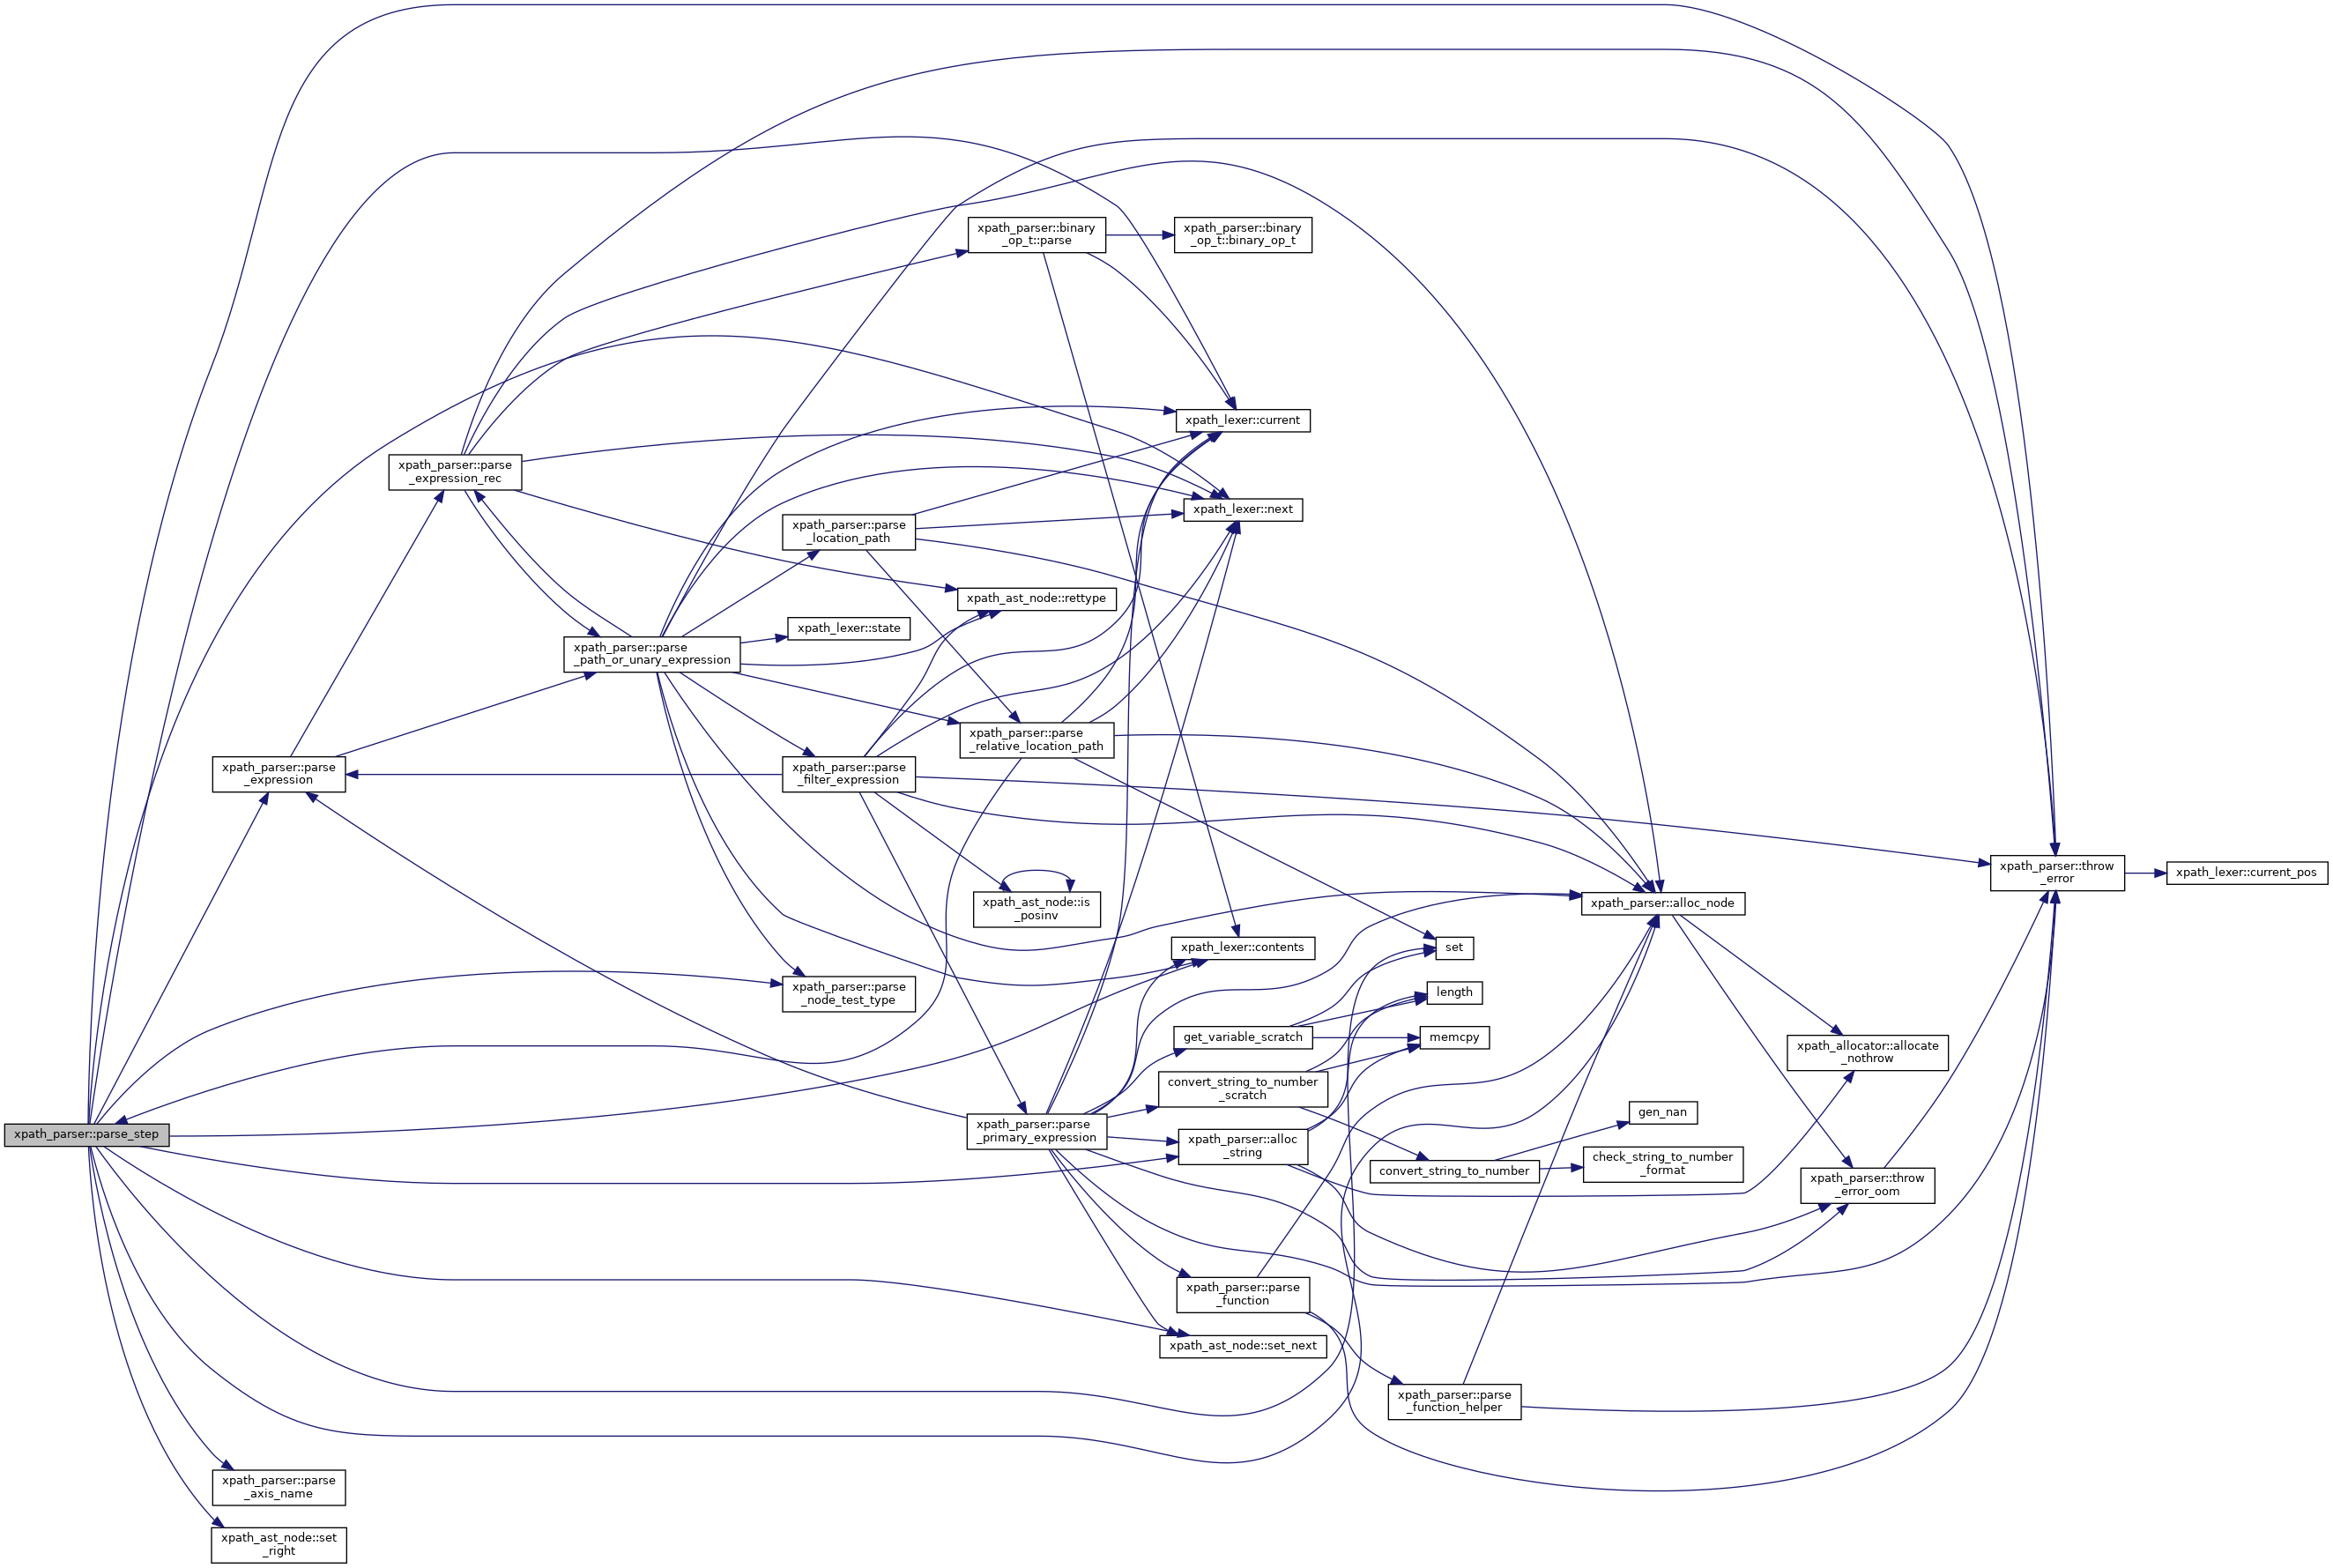 xpath_parser::binary
_op_t::parse
xpath_parser::binary
_op_t::binary_op_t
xpath_lexer::current
xpath_parser::parse
_expression_rec
xpath_lexer::next
xpath_parser::parse
_location_path
xpath_ast_node::rettype
xpath_lexer::state
xpath_parser::parse
_path_or_unary_expression
xpath_parser::parse
_relative_location_path
xpath_parser::parse
_expression
xpath_parser::parse
_filter_expression
xpath_parser::throw
_error
xpath_lexer::current_pos
xpath_ast_node::is
_posinv
xpath_parser::alloc_node
xpath_lexer::contents
set
xpath_parser::parse
_node_test_type
length
get_variable_scratch
memcpy
xpath_allocator::allocate
_nothrow
convert_string_to_number
_scratch
gen_nan
xpath_parser::parse_step
xpath_parser::parse
_primary_expression
xpath_parser::alloc
_string
convert_string_to_number
check_string_to_number
_format
xpath_parser::throw
_error_oom
xpath_parser::parse
_function
xpath_ast_node::set_next
xpath_parser::parse
_function_helper
xpath_parser::parse
_axis_name
xpath_ast_node::set
_right